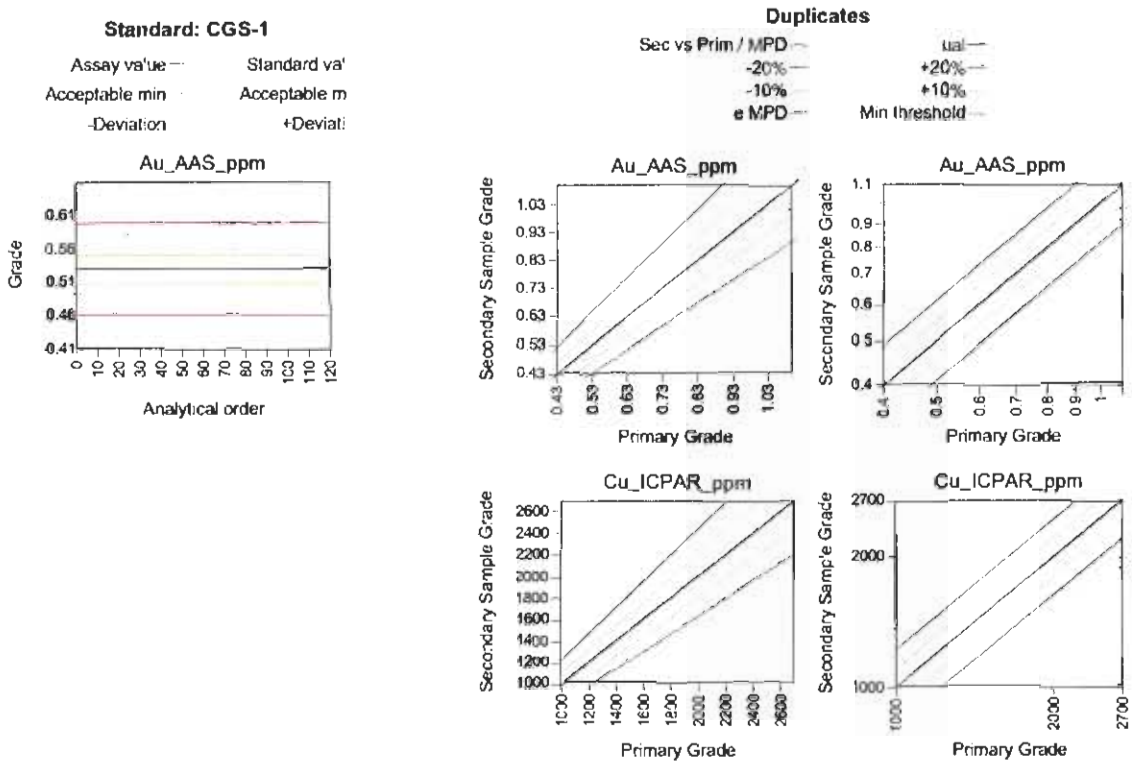 Standard: CGS-1
Assay va'ue Standard va'
Acceptable min Acceptable m
-Deviation +Deviati
Au_AAS_ppm
Grade
0.61
0.56
0.51
0.46
0.41
0 10 20 30 40 50 60 70 80 90 100 110 120
Analytical order
Duplicates
Sec vs Prim / MPD ual
-20% +20%
-10% +10%
e MPD Min threshold
Au_AAS_ppm
Secondary Sample Grade
1.03
0.93
0.83
0.73
0.63
0.53
0.43
0.43 0.53 0.63 0.73 0.83 0.93 1.03
Primary Grade
Au_AAS_ppm
Secondary Sample Grade
1.1
0.9
0.8
0.7
0.6
0.5
0.4
0.4 0.5 0.6 0.7 0.8 0.9 1
Primary Grade
Cu_ICPAR_ppm
Secondary Sample Grade
2600
2400
2200
2000
1800
1600
1400
1200
1000
1000 1200 1400 1600 1800 2000 2200 2400 2600
Primary Grade
Cu_ICPAR_ppm
Secondary Sample Grade
2700
2000
1000
1000 2000 2700
Primary Grade